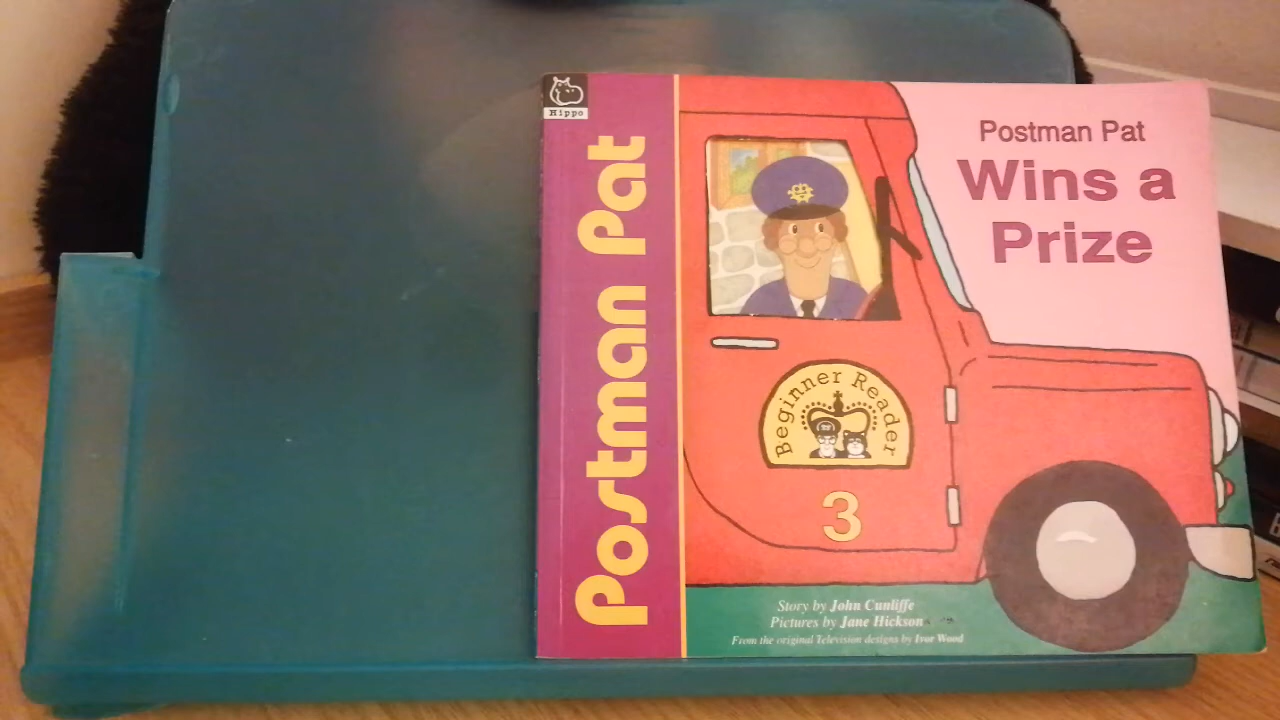 Hippo
Postman Pat
Postman Pat
Wins a
Prize
Beginner Reader
3
Story by John Cunliffe
Pictures by Jane Hickson
From the original Television designs by Ivor Wood